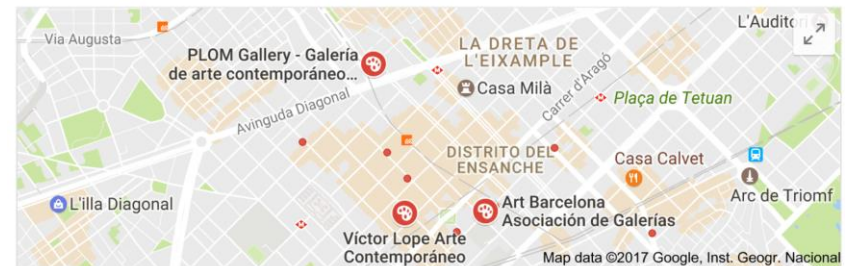 Via Augusta
PLOM Gallery - Galería
de arte contemporáneo...
LA DRETA DE
L'EIXAMPLE
L'Auditori
Casa Milà
Carrer d'Aragó
Plaça de Tetuan
Avinguda Diagonal
DISTRITO DEL
ENSANCHE
Casa Calvet
L'illa Diagonal
Art Barcelona
Asociación de Galerías
Arc de Triomf
Víctor Lope Arte
Contemporáneo
Map data ©2017 Google, Inst. Geogr. Nacional